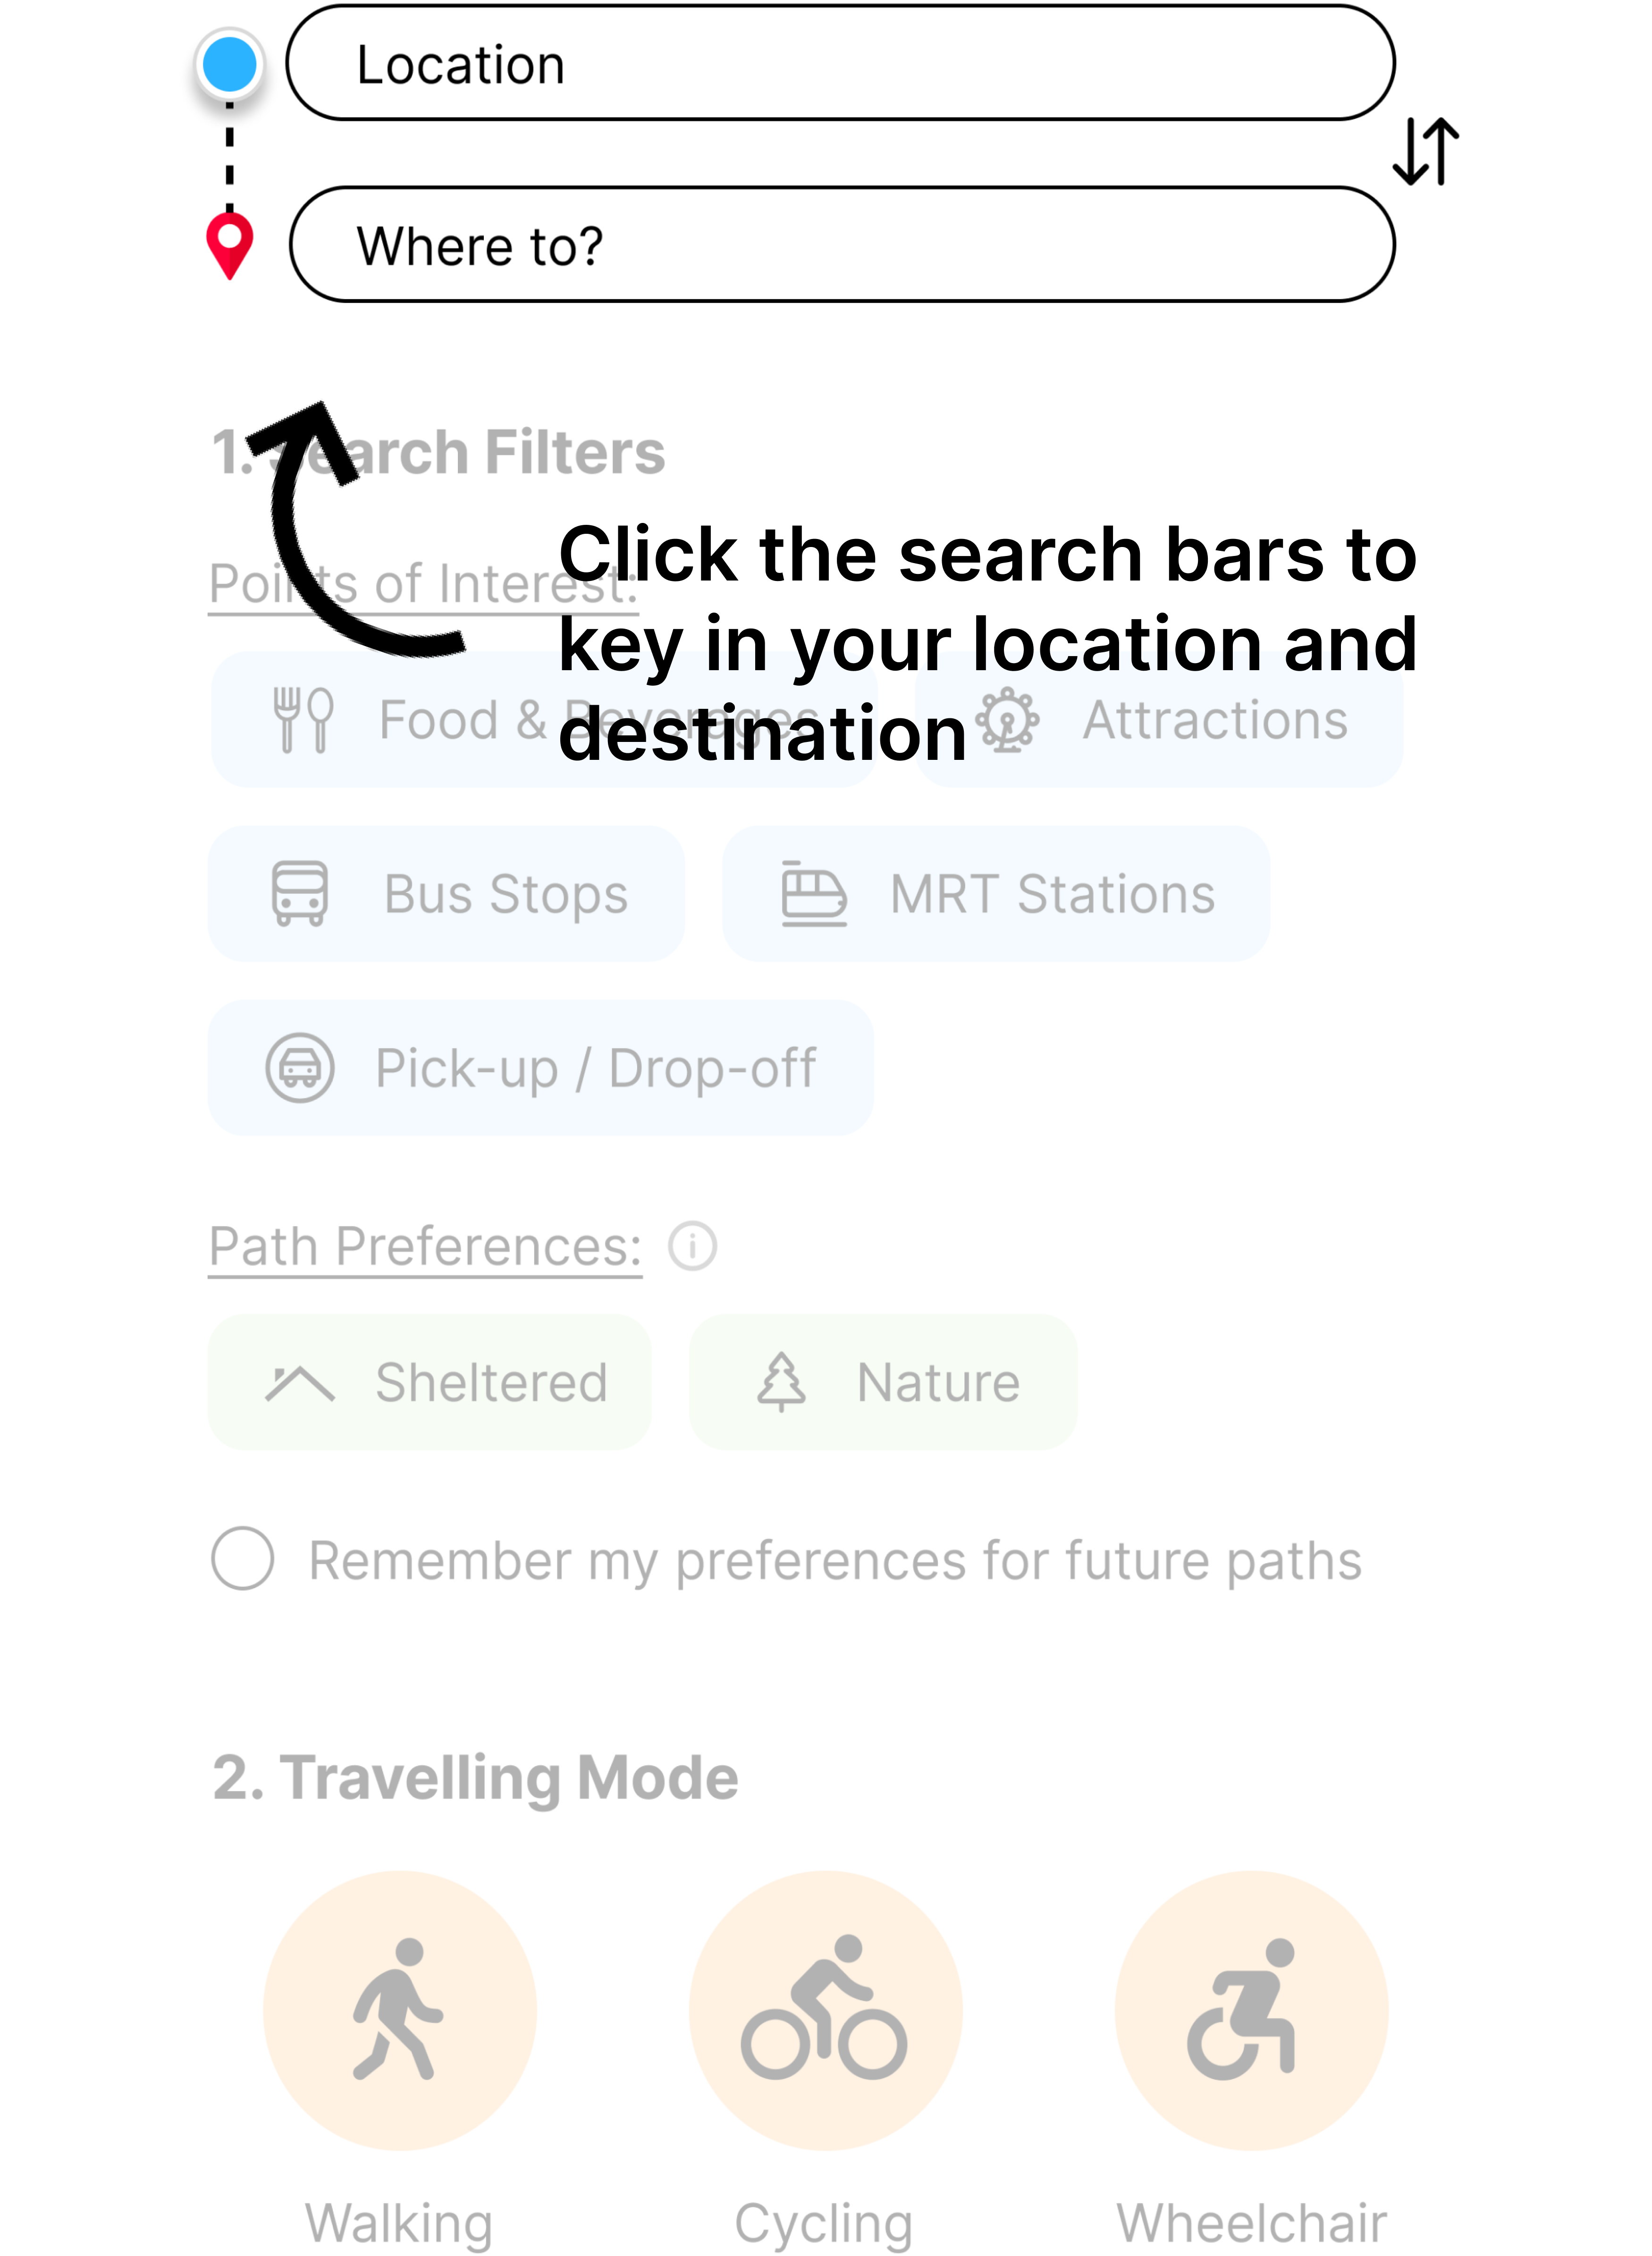 Location
Where to?
1. Search Filters
Click the search bars to
Points of Interest:
key in your location and
Food & Beverages
destination
Attractions
Bus Stops
MRT Stations
Pick-up / Drop-off
Path Preferences:
Sheltered
Nature
Remember my preferences for future paths
2. Travelling Mode
Walking
Cycling
Wheelchair